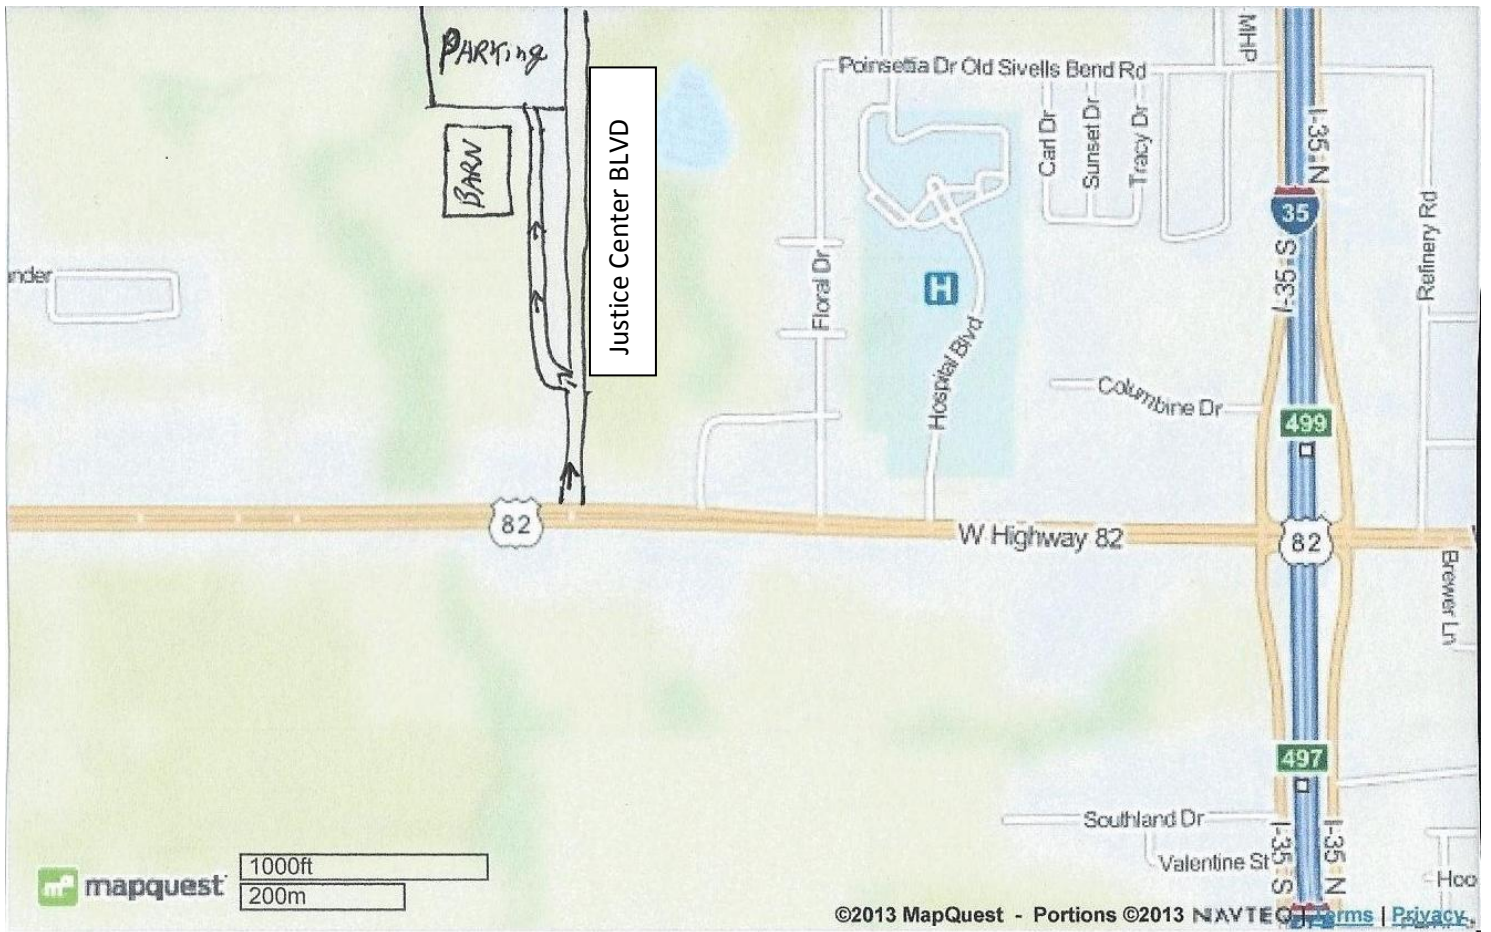 PARKing
BARN
Justice Center BLVD
Poinsettia Dr Old Sivells Bend Rd
MHP
Carl Dr
Sunset Dr
Tracy Dr
I-35 N
35
I-35 S
Refinery Rd
nder
Floral Dr
H
Hospital Blvd
Columbine Dr
499
82
W Highway 82
82
Brewer Ln
497
Southland Dr
Valentine St
I-35 S
I-35 N
Hoo
mapquest
1000ft
200m
©2013 MapQuest - Portions ©2013 NAVTEQ | Terms | Privacy